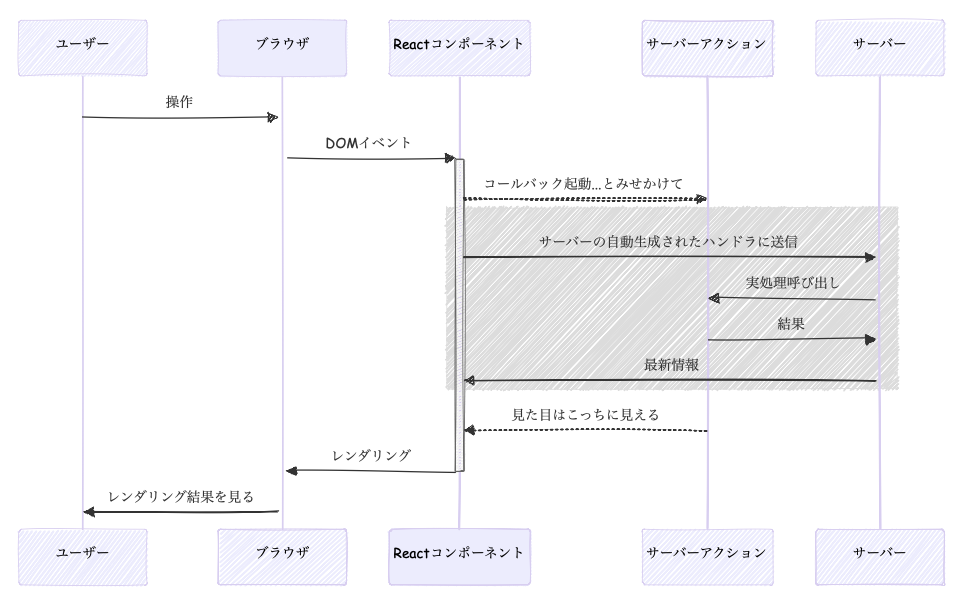 ユーザー
ブラウザ
Reactコンポーネント
サーバーアクション
サーバー
操作
DOMイベント
コールバック起動...とみせかけて
サーバーの自動生成されたハンドラに送信
実処理呼び出し
結果
最新情報
見た目はこっちに見える
レンダリング
レンダリング結果を見る
ユーザー
ブラウザ
Reactコンポーネント
サーバーアクション
サーバー